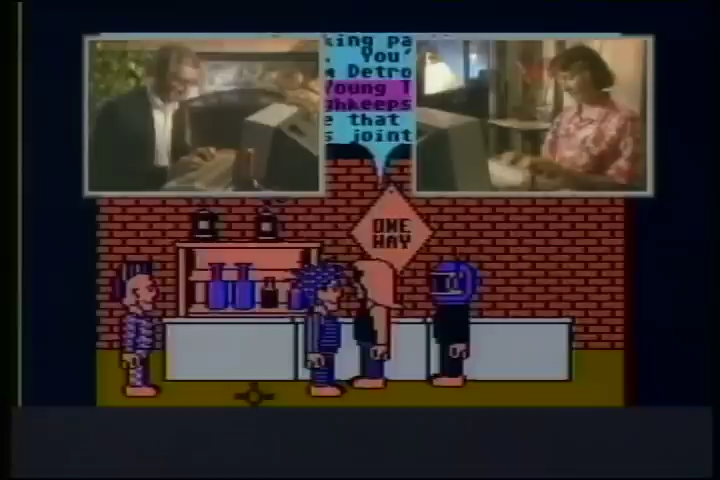 king pa
. You'
Detro
Young T
ghkeeps
e that
s joint
ONE
WAY